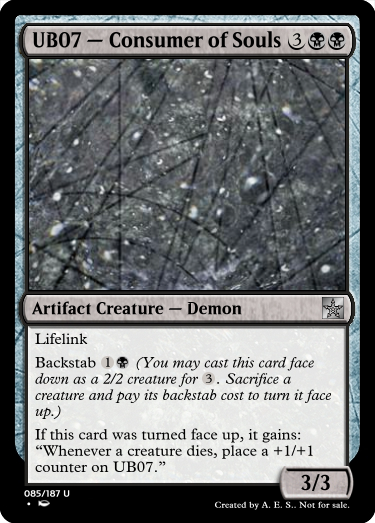 UB07 — Consumer of Souls 3
Artifact Creature — Demon
Lifelink
Backstab 1 (You may cast this card face
down as a 2/2 creature for 3. Sacrifice a
creature and pay its backstab cost to turn it face
up.)
If this card was turned face up, it gains:
“Whenever a creature dies, place a +1/+1
counter on UB07.”
3/3
085/187 U
Created by A. E. S.. Not for sale.